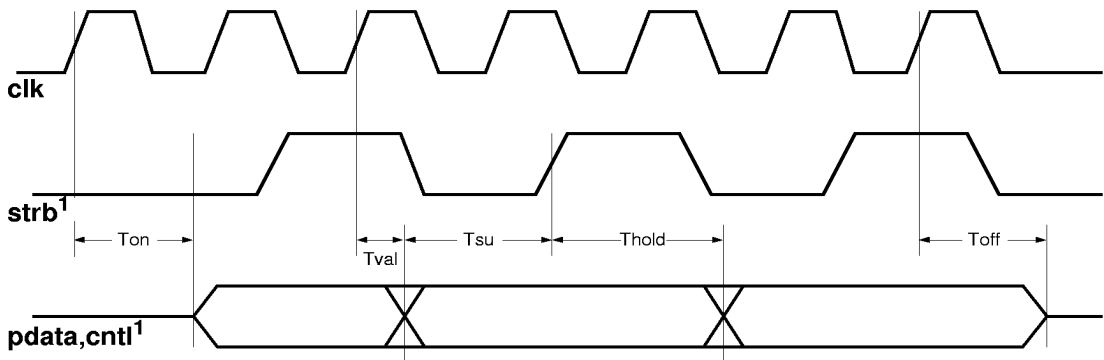 clk
strb1
Ton
Tval
Tsu
Thold
Toff
pdata,cntl1